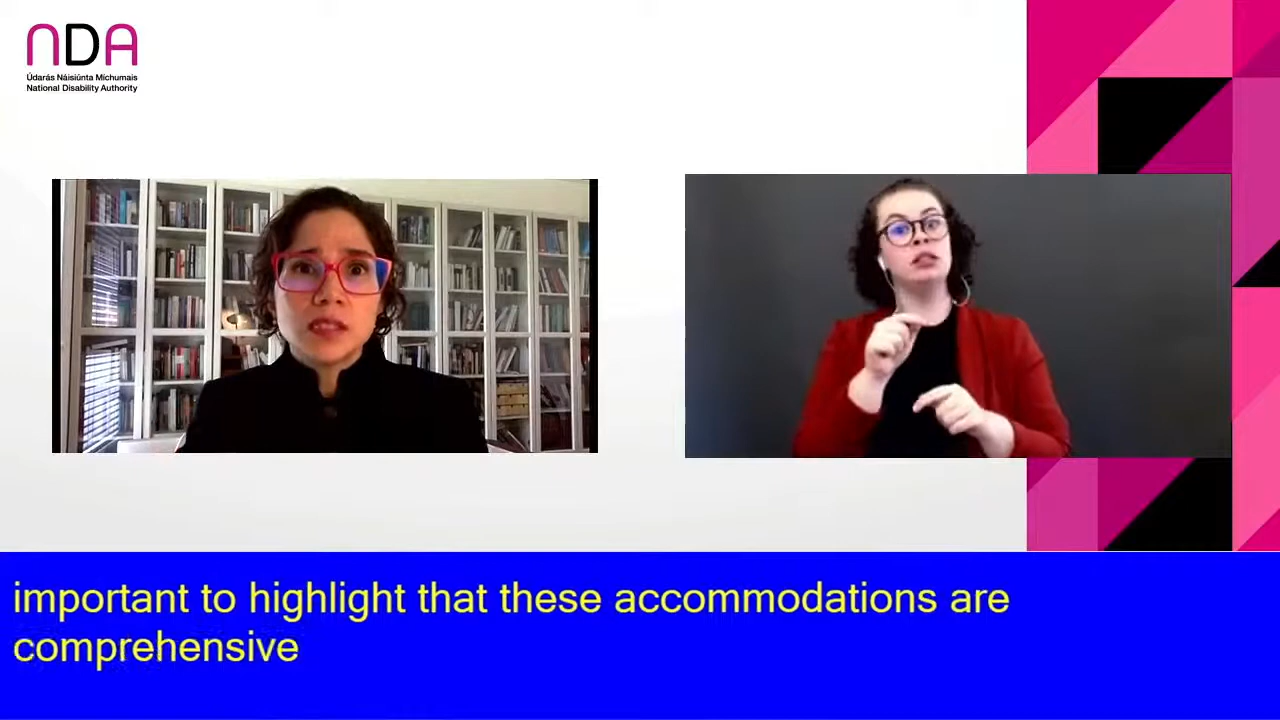 NDA
Údarás Náisiúnta Míchumais
National Disability Authority
important to highlight that these accommodations are
comprehensive